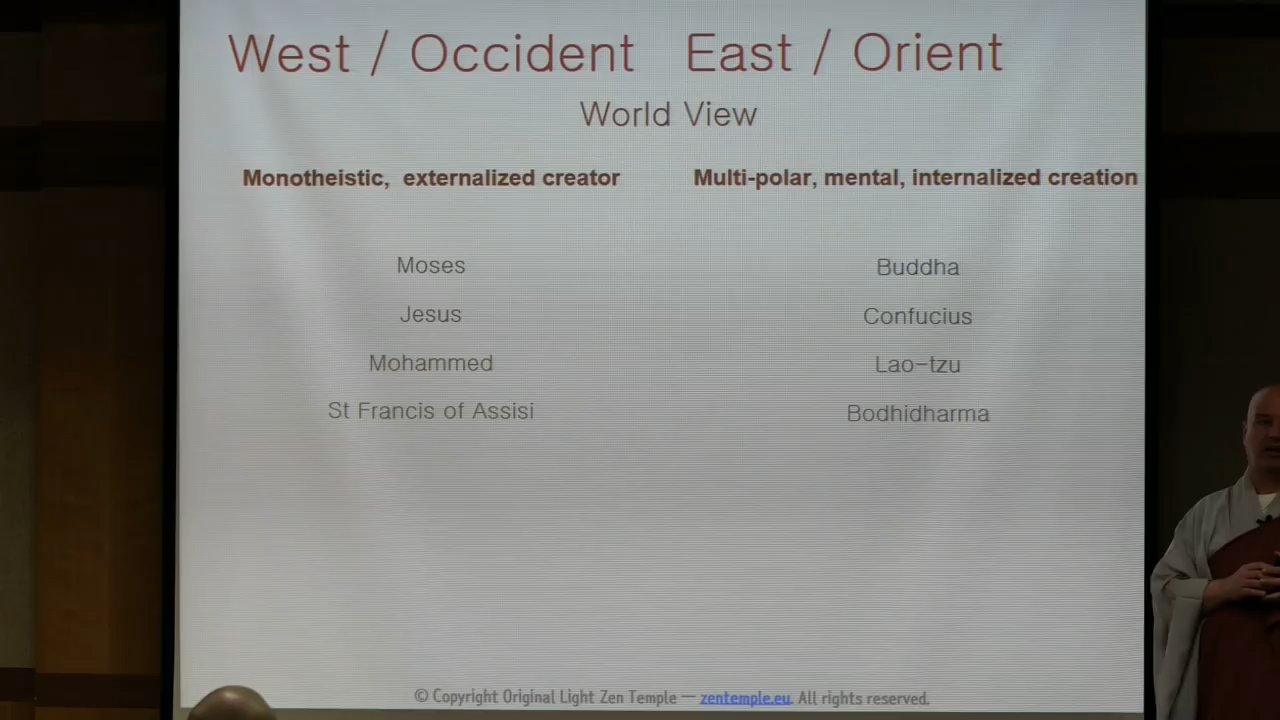 West / Occident East / Orient
World View
Monotheistic, externalized creator
Multi-polar, mental, internalized creation
Moses
Buddha
Jesus
Confucius
Mohammed
Lao-tzu
St Francis of Assisi
Bodhidharma
© Copyright Original Light Zen Temple — zentemple.eu. All rights reserved.